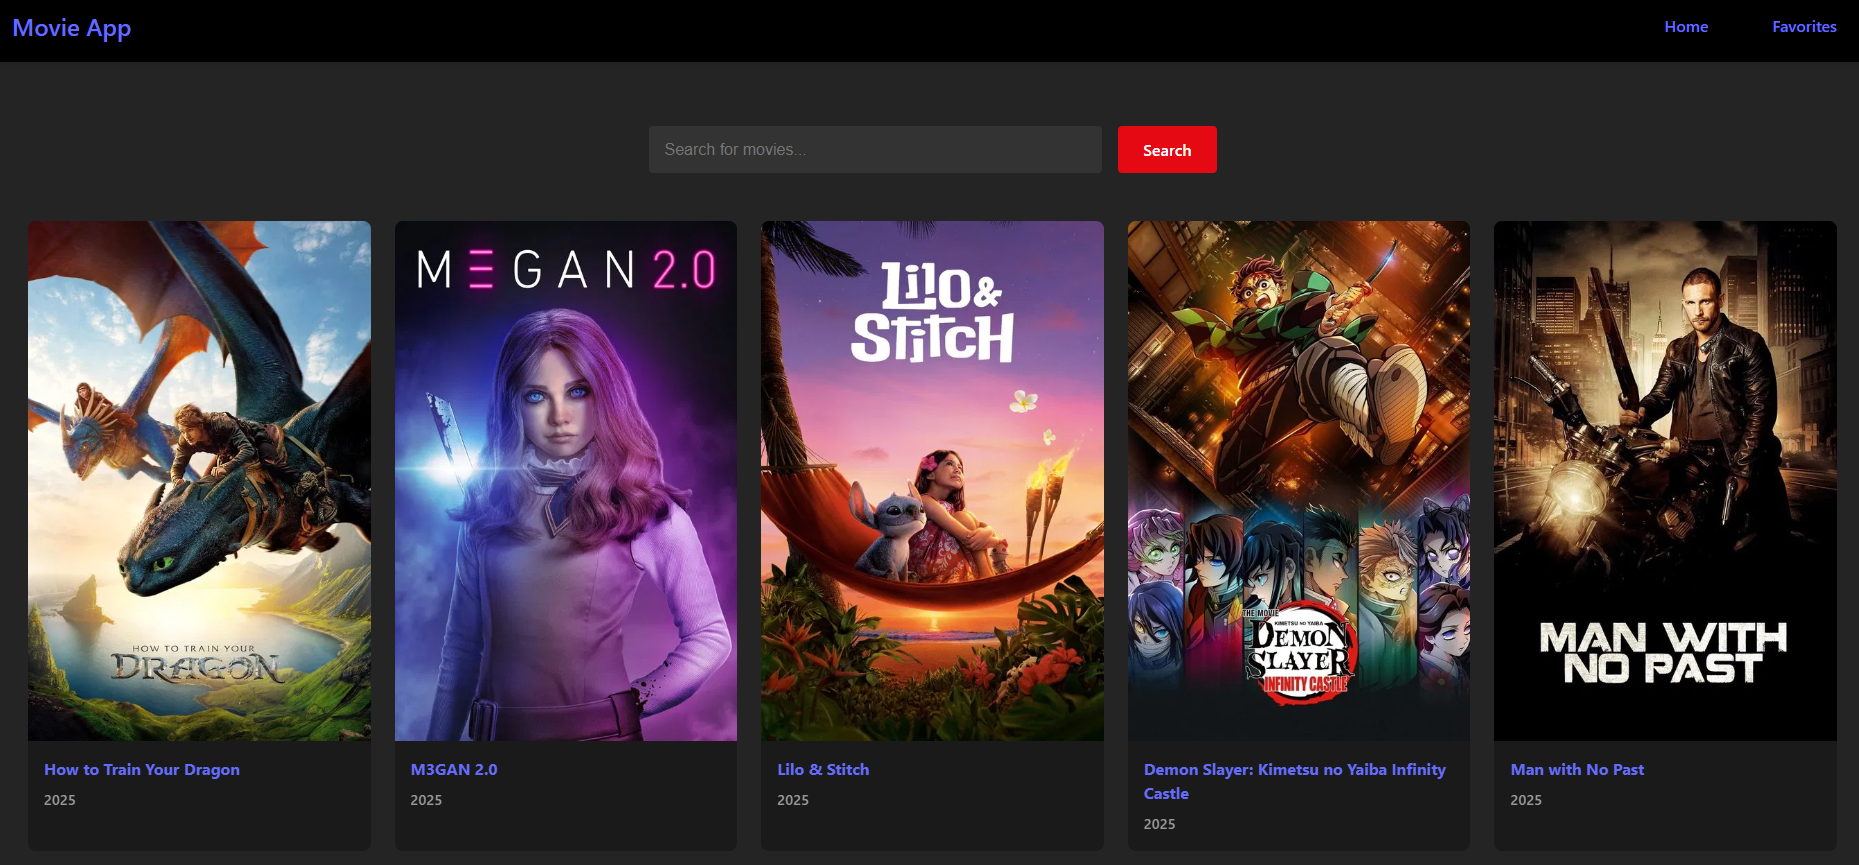 Movie App
Home
Favorites
Search for movies...
Search
HOW TO TRAIN YOUR
DRAGON
M≡GAN 2.0
Lilo &
Stitch
THE MOVIE
KIMETSU NO YAIBA
DEMON
SLAYER
INFINITY CASTLE
MAN WITH
NO PAST
How to Train Your Dragon
2025
M3GAN 2.0
2025
Lilo & Stitch
2025
Demon Slayer: Kimetsu no Yaiba Infinity
Castle
2025
Man with No Past
2025